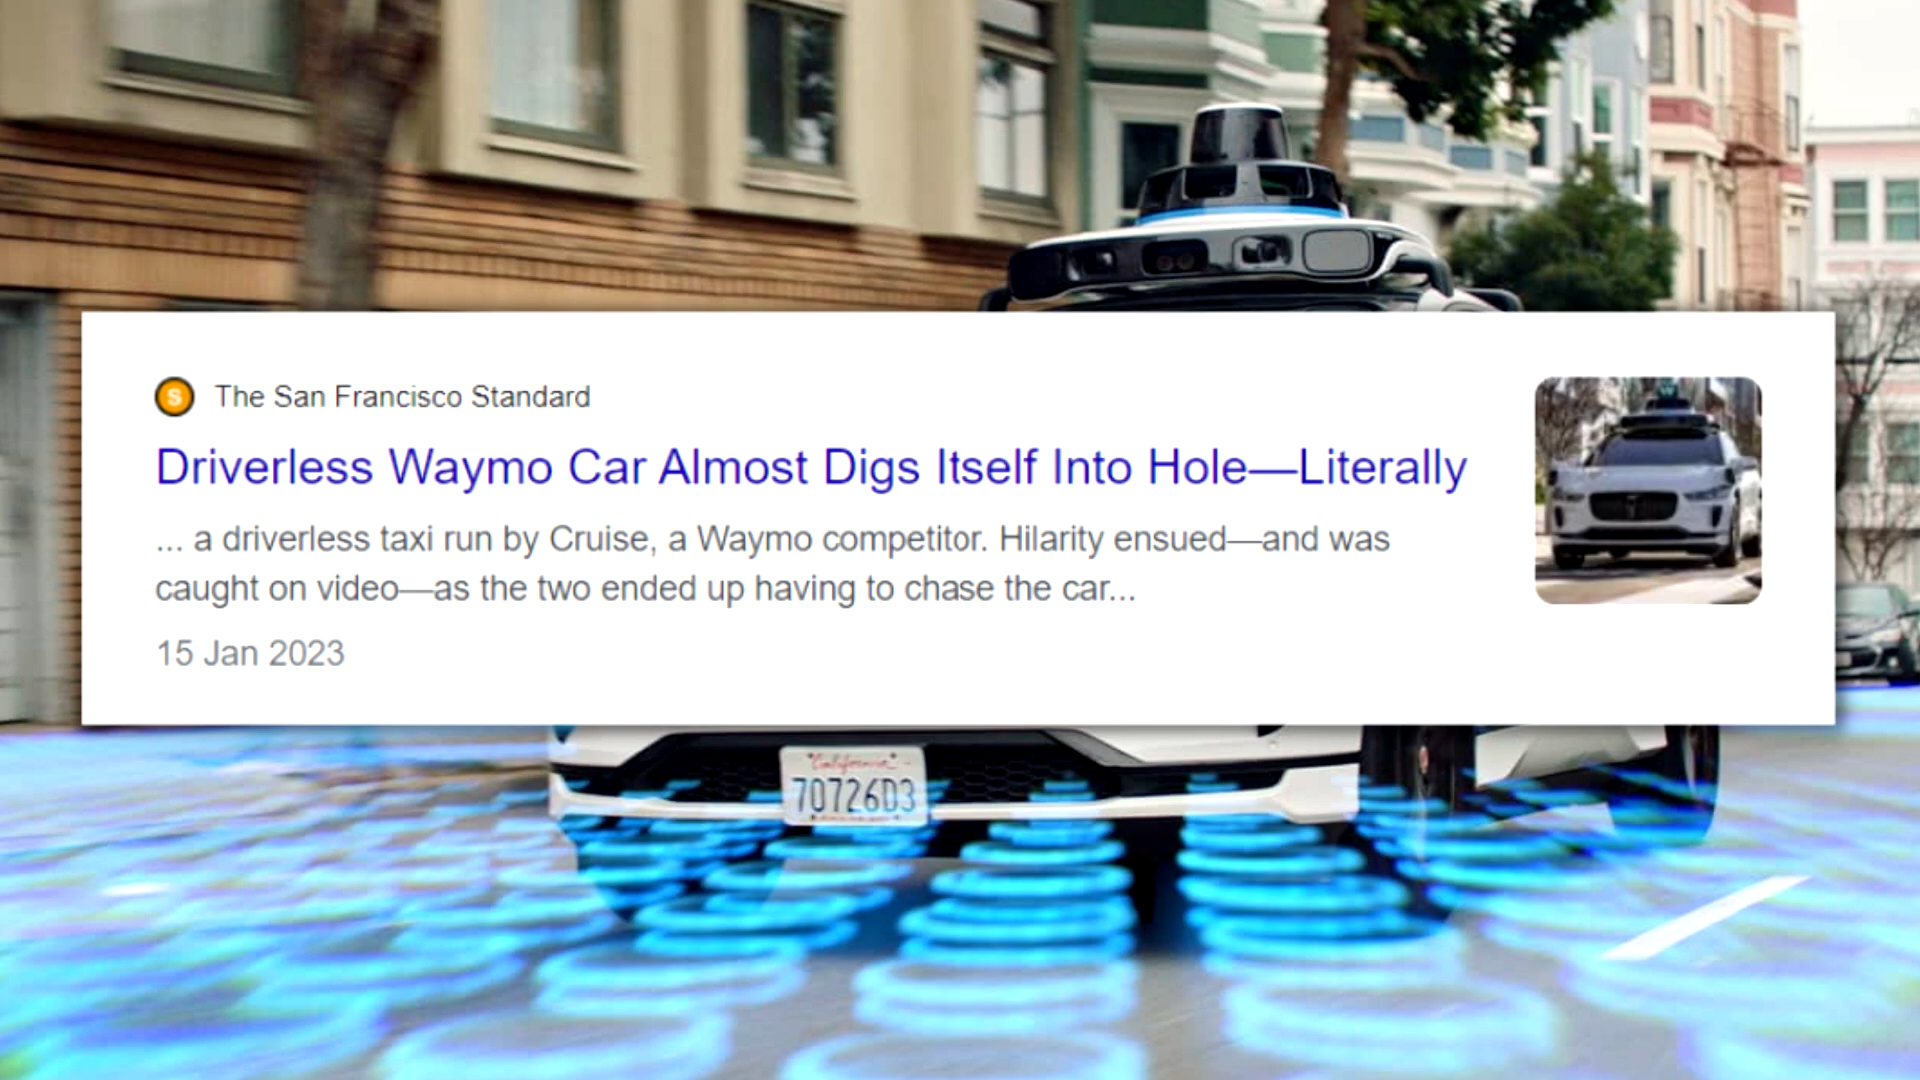 S
The San Francisco Standard
Driverless Waymo Car Almost Digs Itself Into Hole—Literally
... a driverless taxi run by Cruise, a Waymo competitor. Hilarity ensued—and was
caught on video—as the two ended up having to chase the car...
15 Jan 2023
California
70726D3